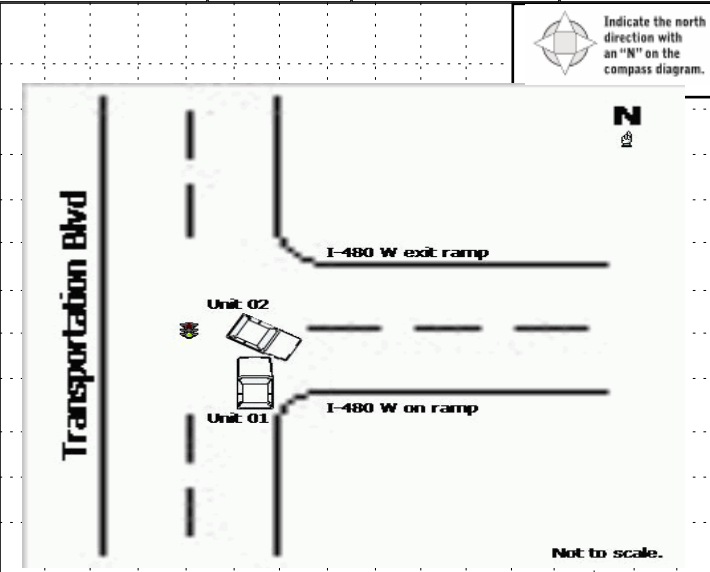 Indicate the north
direction with
an “N” on the
compass diagram.
N
Transportation Blvd
I-480 W exit ramp
Unit 02
I-480 W on ramp
Unit 01
Not to scale.